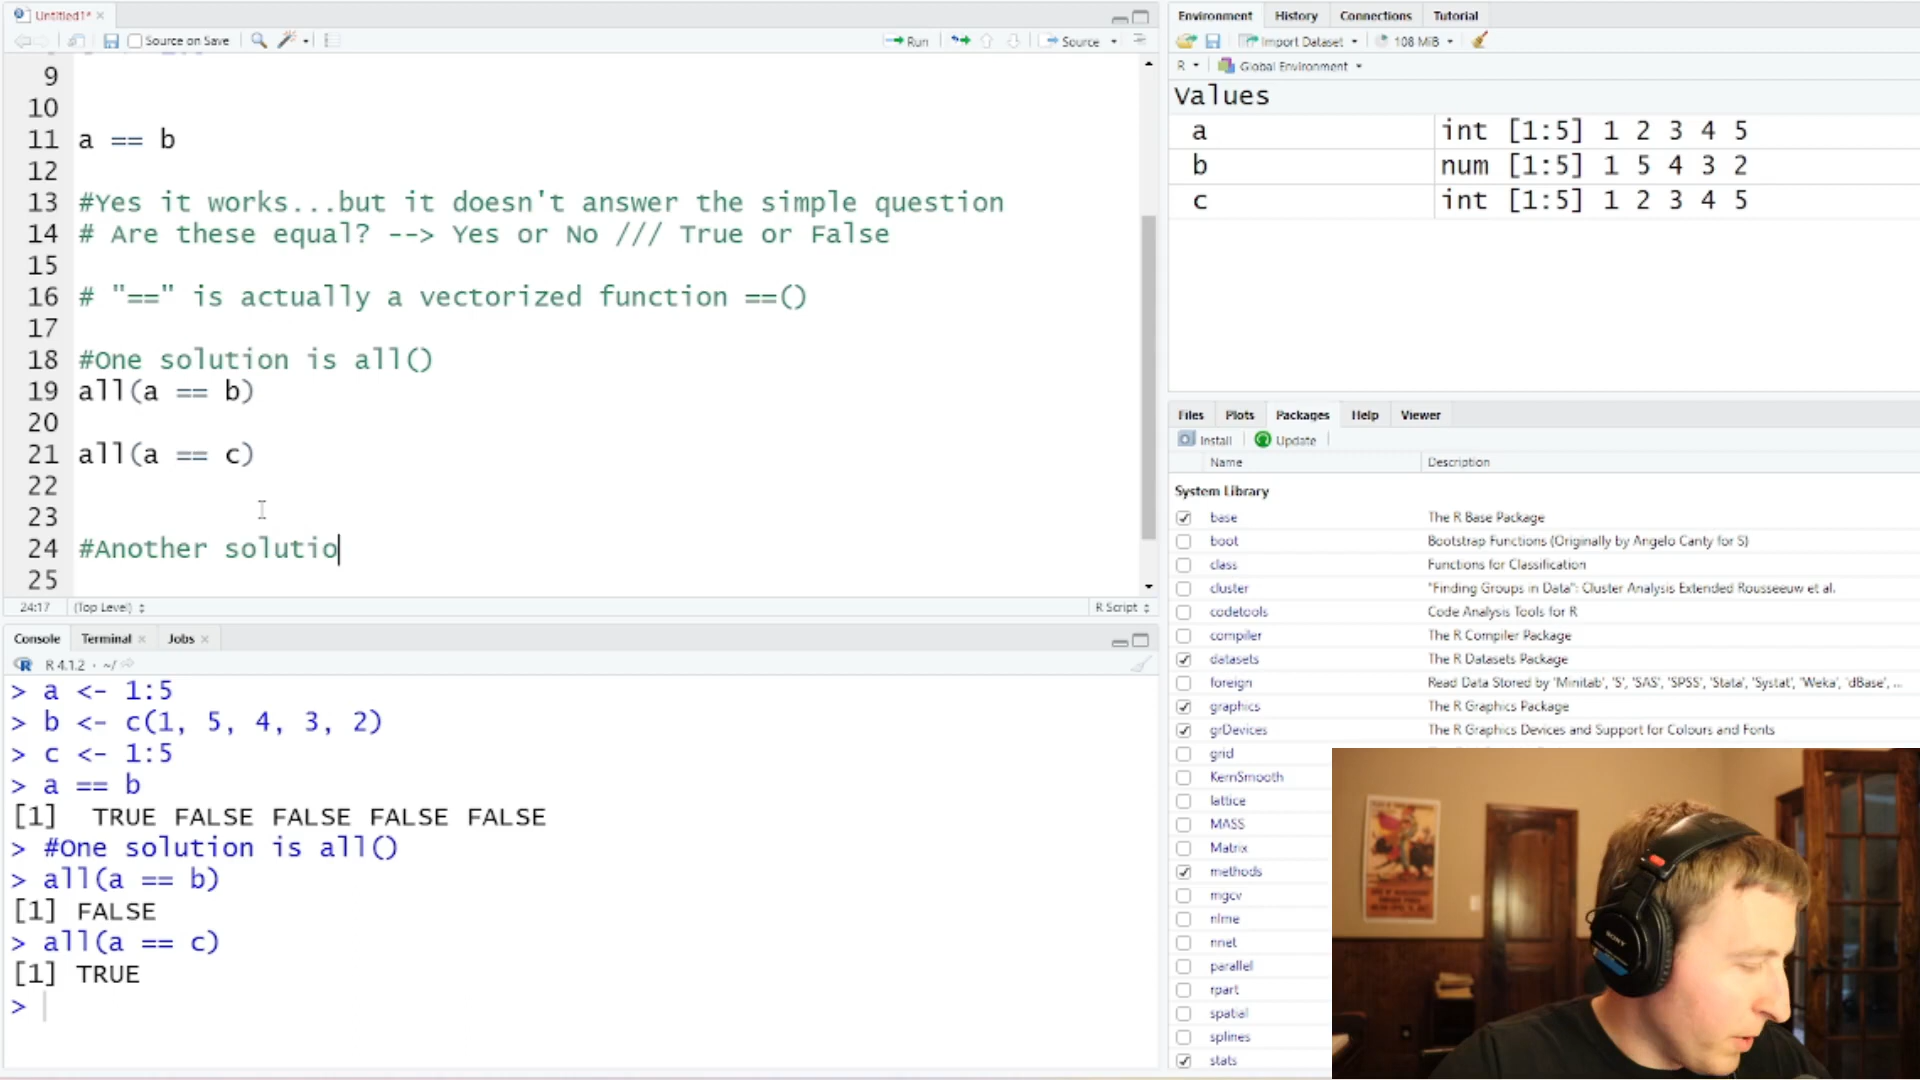 Untitled1*
Source on Save
Run
Source
9
10
11 a == b
12
13 #Yes it works...but it doesn't answer the simple question
14 # Are these equal? --> Yes or No /// True or False
15
16 # "==" is actually a vectorized function ==()
17
18 #One solution is all()
19 all(a == b)
20
21 all(a == c)
22
23
24 #Another solutio
25
24:17 (Top Level) R Script
Console Terminal Jobs
R 4.1.2 · ~/
> a <- 1:5
> b <- c(1, 5, 4, 3, 2)
> c <- 1:5
> a == b
[1] TRUE FALSE FALSE FALSE FALSE
> #One solution is all()
> all(a == b)
[1] FALSE
> all(a == c)
[1] TRUE
>
Environment History Connections Tutorial
Import Dataset 108 MiB
R Global Environment
Values
a int [1:5] 1 2 3 4 5
b num [1:5] 1 5 4 3 2
c int [1:5] 1 2 3 4 5
Files Plots Packages Help Viewer
Install Update
Name Description
System Library
base The R Base Package
boot Bootstrap Functions (Originally by Angelo Canty for S)
class Functions for Classification
cluster "Finding Groups in Data": Cluster Analysis Extended Rousseeuw et al.
codetools Code Analysis Tools for R
compiler The R Compiler Package
datasets The R Datasets Package
foreign Read Data Stored by 'Minitab', 'S', 'SAS', 'SPSS', 'Stata', 'Systat', 'Weka', 'dBase', ...
graphics The R Graphics Package
grDevices The R Graphics Devices and Support for Colours and Fonts
grid
KernSmooth
lattice
MASS
Matrix
methods
mgcv
nlme
nnet
parallel
rpart
spatial
splines
stats
SONY